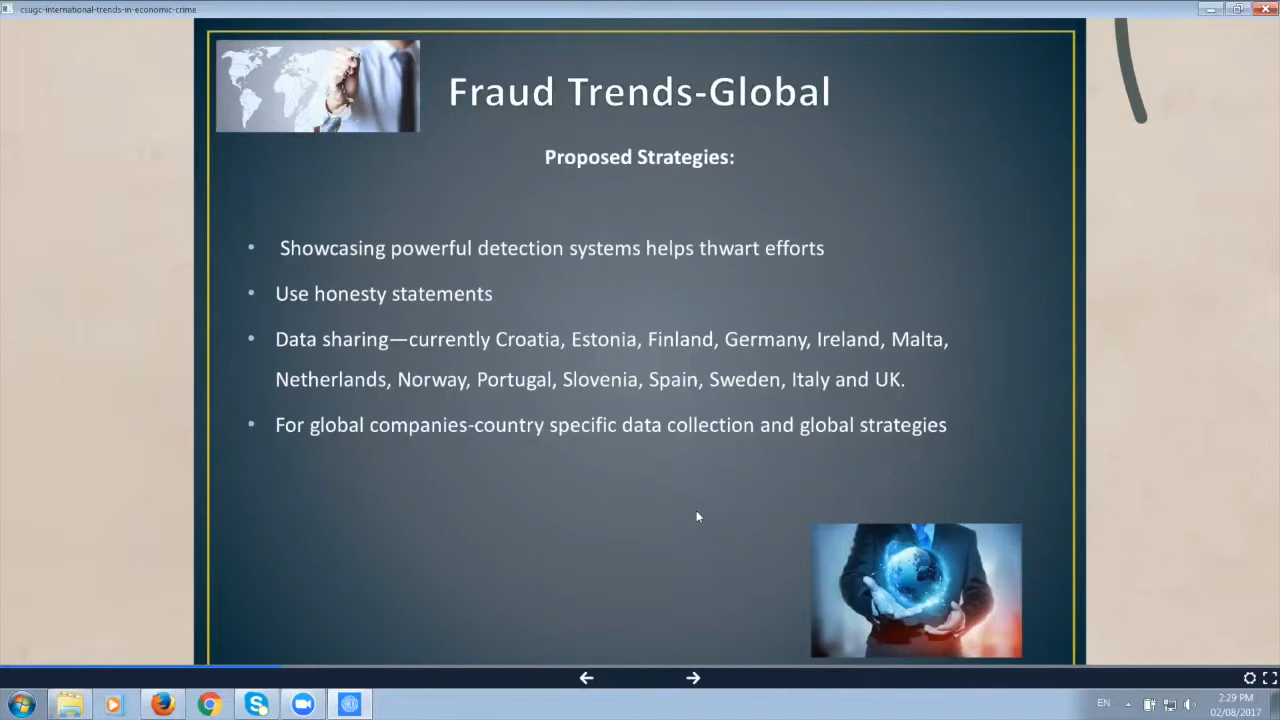 csugc-international-trends-in-economic-crime
Fraud Trends-Global
Proposed Strategies:
• Showcasing powerful detection systems helps thwart efforts
• Use honesty statements
• Data sharing—currently Croatia, Estonia, Finland, Germany, Ireland, Malta,
Netherlands, Norway, Portugal, Slovenia, Spain, Sweden, Italy and UK.
• For global companies-country specific data collection and global strategies
EN
2:29 PM
02/08/2017